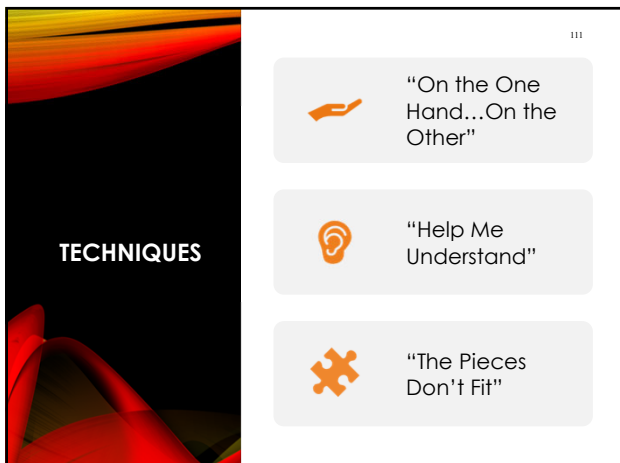 111
TECHNIQUES
“On the One
Hand...On the
Other”
“Help Me
Understand”
“The Pieces
Don’t Fit”